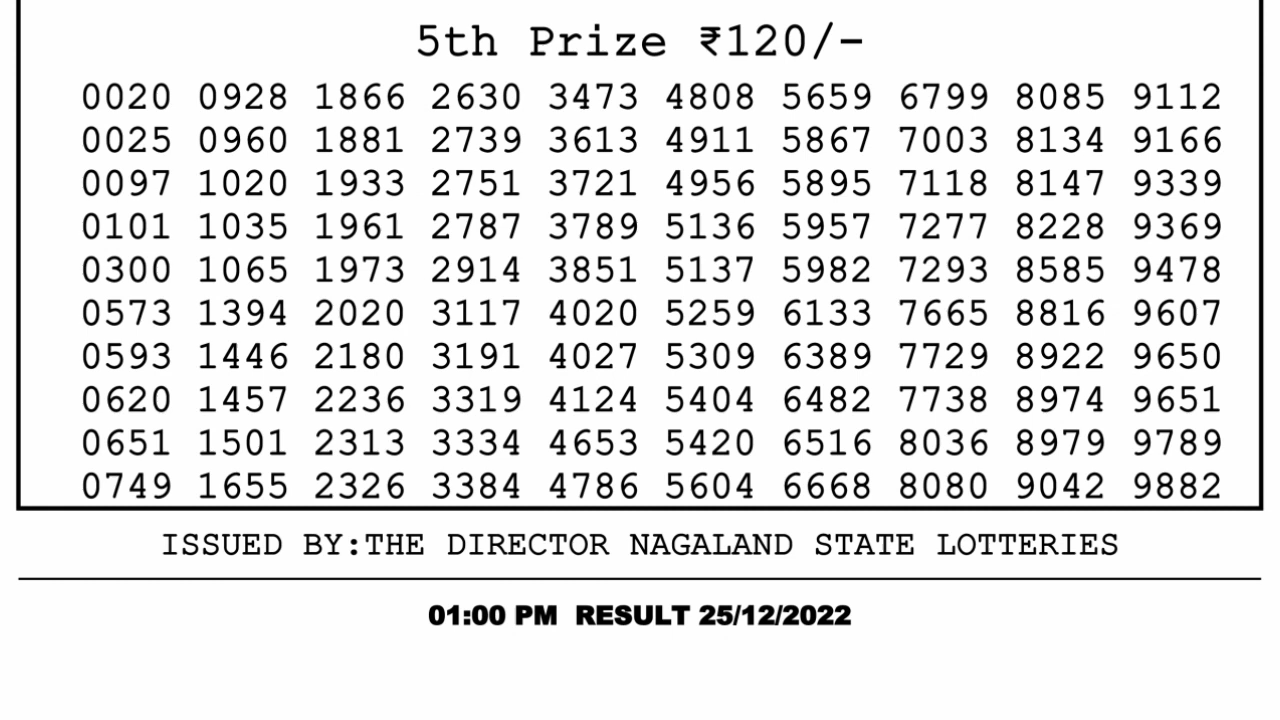 5th Prize ₹120/-
0020 0928 1866 2630 3473 4808 5659 6799 8085 9112
0025 0960 1881 2739 3613 4911 5867 7003 8134 9166
0097 1020 1933 2751 3721 4956 5895 7118 8147 9339
0101 1035 1961 2787 3789 5136 5957 7277 8228 9369
0300 1065 1973 2914 3851 5137 5982 7293 8585 9478
0573 1394 2020 3117 4020 5259 6133 7665 8816 9607
0593 1446 2180 3191 4027 5309 6389 7729 8922 9650
0620 1457 2236 3319 4124 5404 6482 7738 8974 9651
0651 1501 2313 3334 4653 5420 6516 8036 8979 9789
0749 1655 2326 3384 4786 5604 6668 8080 9042 9882
ISSUED BY:THE DIRECTOR NAGALAND STATE LOTTERIES
01:00 PM RESULT 25/12/2022